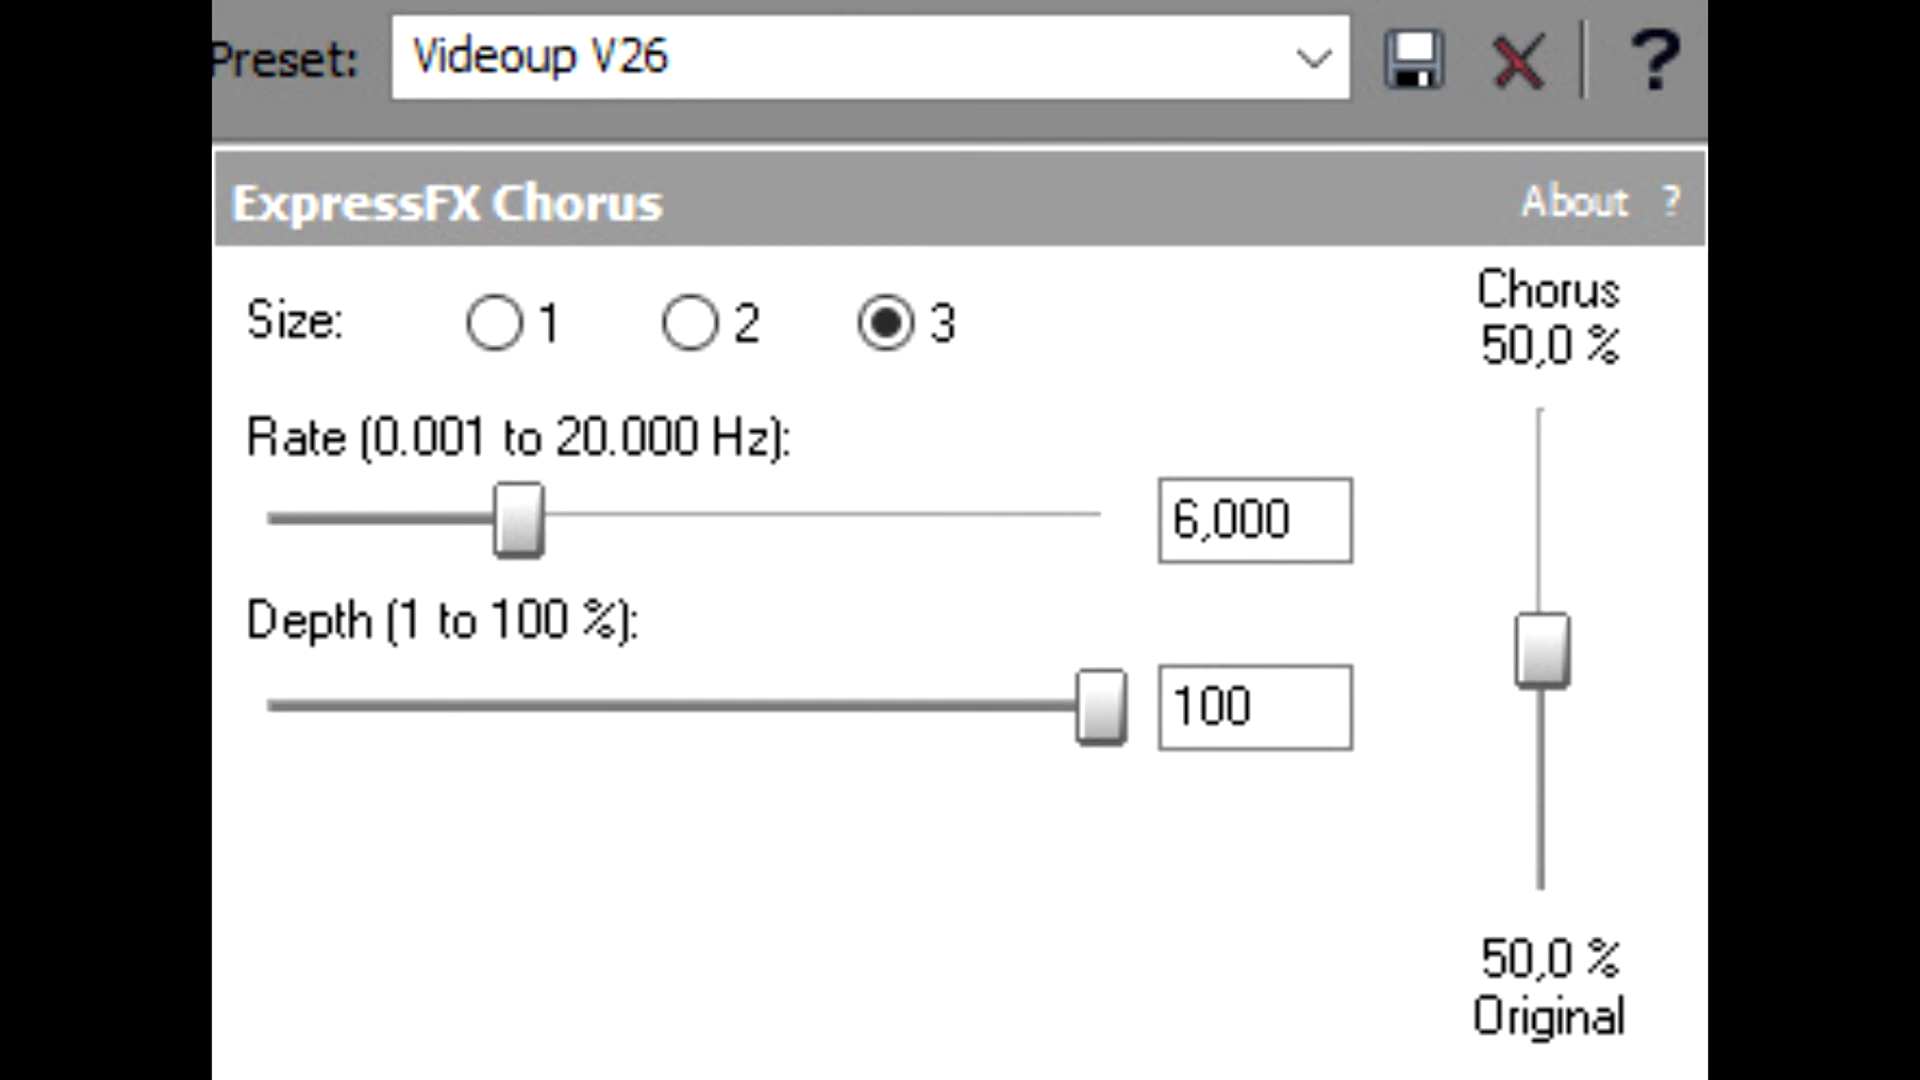 Preset: Videoup V26 ?
ExpressFX Chorus About ?
Size: 1 2 3
Chorus
50,0 %
Rate (0.001 to 20.000 Hz):
6,000
Depth (1 to 100 %):
100
50,0 %
Original